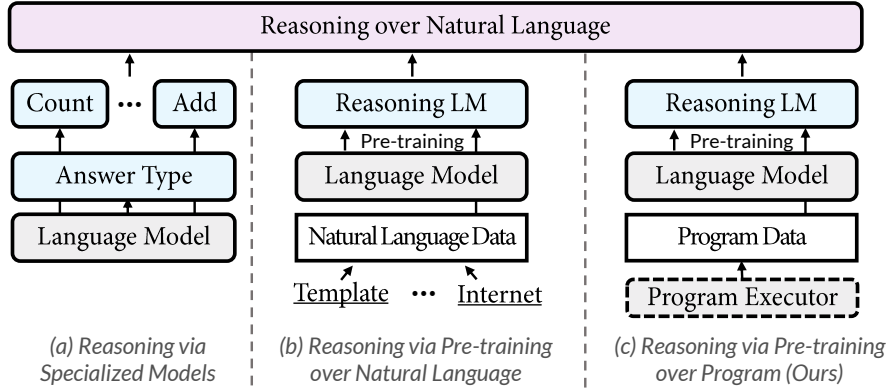 Reasoning over Natural Language
Count ••• Add
Answer Type
Language Model
(a) Reasoning via
Specialized Models
Reasoning LM
Pre-training
Language Model
Natural Language Data
Template ••• Internet
(b) Reasoning via Pre-training
over Natural Language
Reasoning LM
Pre-training
Language Model
Program Data
Program Executor
(c) Reasoning via Pre-training
over Program (Ours)